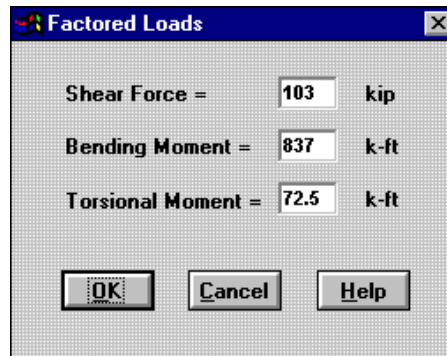 Factored Loads
Shear Force = 103 kip
Bending Moment = 837 k-ft
Torsional Moment = 72.5 k-ft
OK Cancel Help